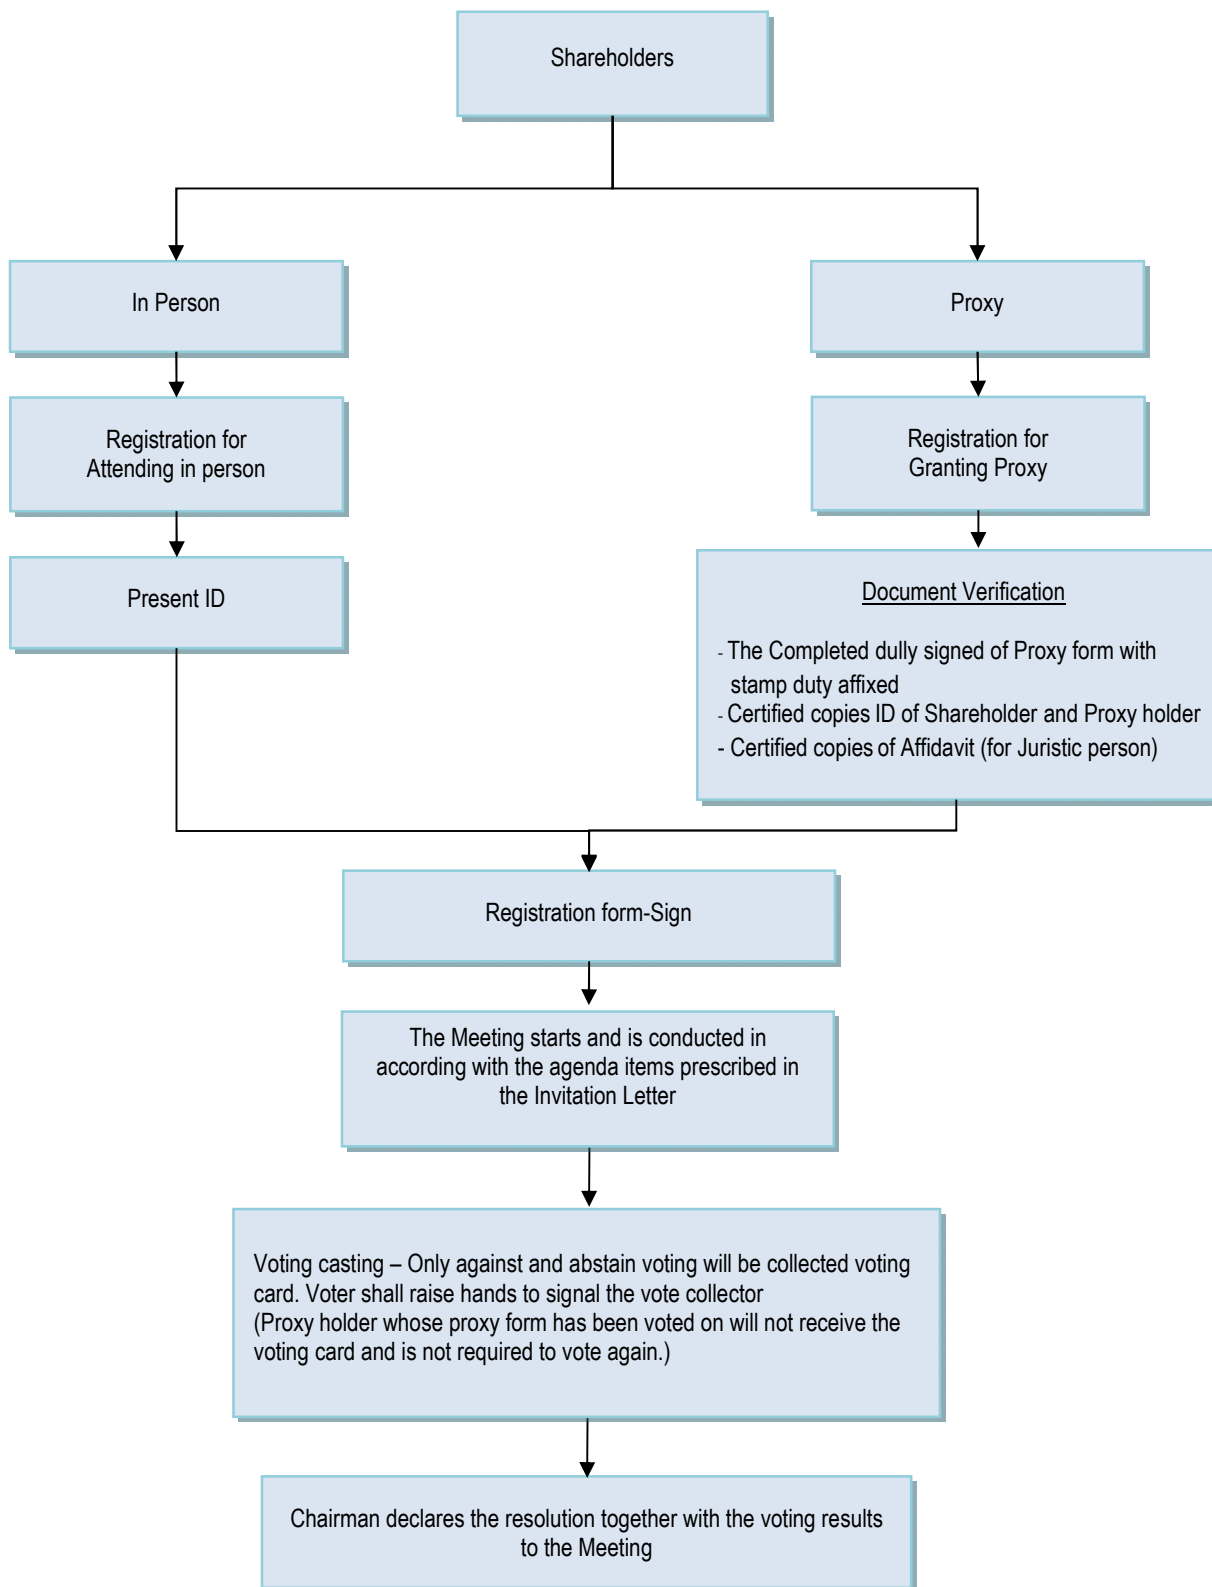 Shareholders
In Person
Proxy
Registration for
Attending in person
Registration for
Granting Proxy
Present ID
Document Verification
- The Completed dully signed of Proxy form with
stamp duty affixed
- Certified copies ID of Shareholder and Proxy holder
- Certified copies of Affidavit (for Juristic person)
Registration form-Sign
The Meeting starts and is conducted in
according with the agenda items prescribed in
the Invitation Letter
Voting casting – Only against and abstain voting will be collected voting
card. Voter shall raise hands to signal the vote collector
(Proxy holder whose proxy form has been voted on will not receive the
voting card and is not required to vote again.)
Chairman declares the resolution together with the voting results
to the Meeting